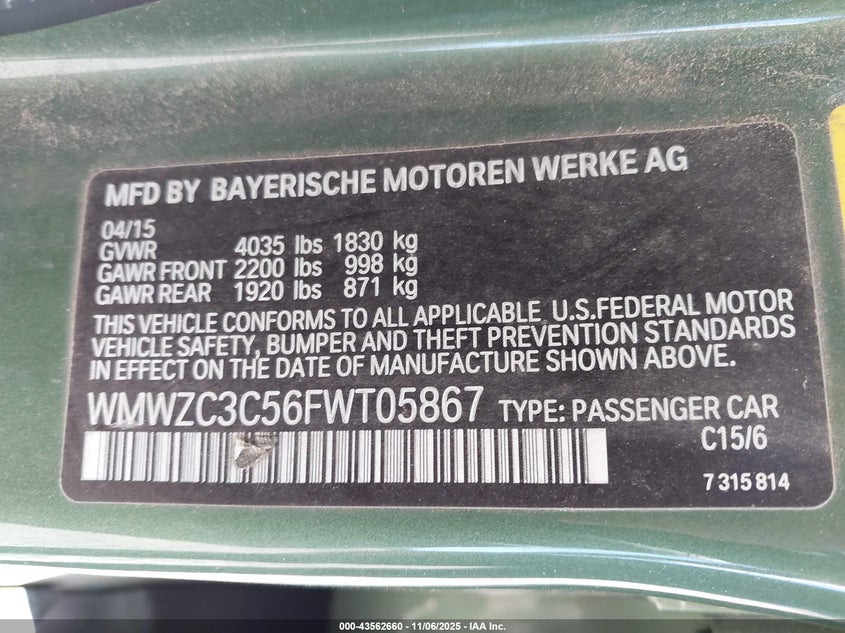 MFD BY BAYERISCHE MOTOREN WERKE AG
04/15
GVWR 4035 lbs 1830 kg
GAWR FRONT 2200 lbs 998 kg
GAWR REAR 1920 lbs 871 kg
THIS VEHICLE CONFORMS TO ALL APPLICABLE U.S.FEDERAL MOTOR
VEHICLE SAFETY, BUMPER AND THEFT PREVENTION STANDARDS
IN EFFECT ON THE DATE OF MANUFACTURE SHOWN ABOVE.
WMWZC3C56FWT05867 TYPE: PASSENGER CAR
C15/6
7 315 814
000-43562660 - 11/06/2025 - IAA Inc.